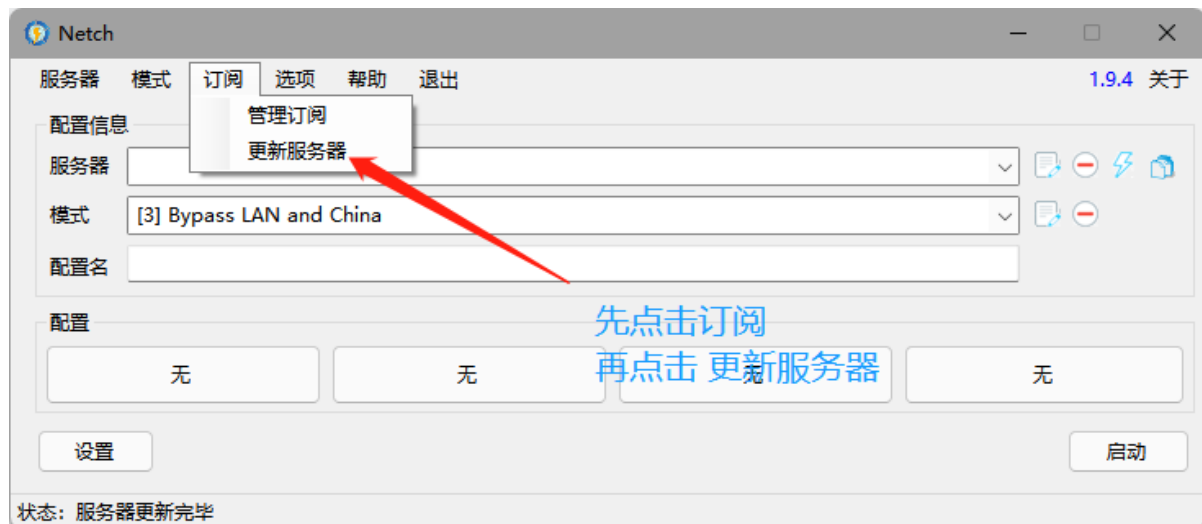 Netch
服务器 模式 订阅 选项 帮助 退出 1.9.4 关于
管理订阅
更新服务器
配置信息
服务器
模式 [3] Bypass LAN and China
配置名
先点击订阅
再点击 更新服务器
配置
无 无 无 无
设置 启动
状态：服务器更新完毕